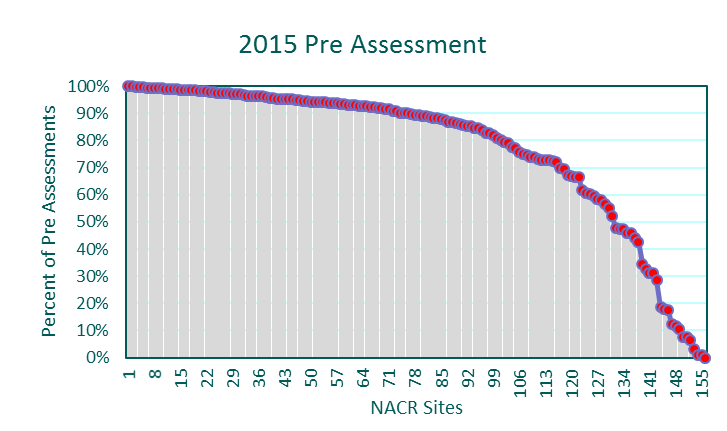 2015 Pre Assessment
Percent of Pre Assessments
100%
90%
80%
70%
60%
50%
40%
30%
20%
10%
0%
1 8 15 22 29 36 43 50 57 64 71 78 85 92 99 106 113 120 127 134 141 148 155
NACR Sites